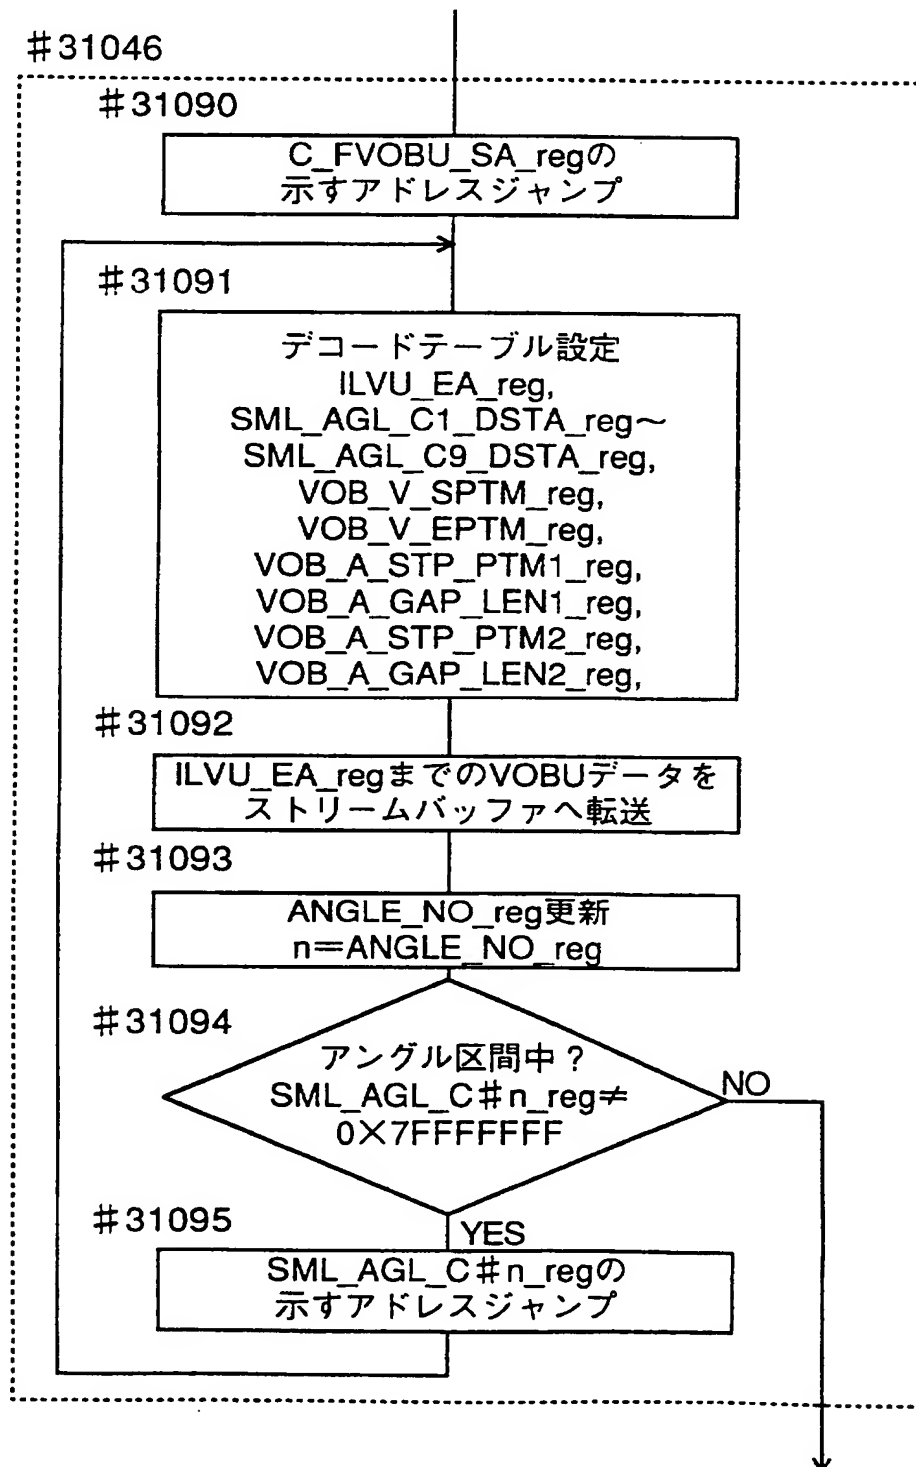 #31046
#31090
C_FVOBU_SA_regの
示すアドレスジャンプ
#31091
デコードテーブル設定
ILVU_EA_reg,
SML_AGL_C1_DSTA_reg～
SML_AGL_C9_DSTA_reg,
VOB_V_SPTM_reg,
VOB_V_EPTM_reg,
VOB_A_STP_PTM1_reg,
VOB_A_GAP_LEN1_reg,
VOB_A_STP_PTM2_reg,
VOB_A_GAP_LEN2_reg,
#31092
ILVU_EA_regまでのVOBUデータを
ストリームバッファへ転送
#31093
ANGLE_NO_reg更新
n=ANGLE_NO_reg
#31094
アングル区間中？
SML_AGL_C#n_reg≠
0×7FFFFFFF
NO
#31095
YES
SML_AGL_C#n_regの
示すアドレスジャンプ